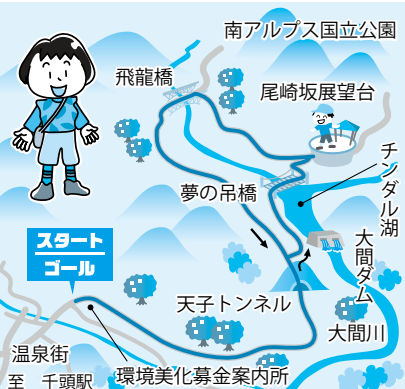 南アルプス国立公園
飛龍橋
尾崎坂展望台
チンダル湖
夢の吊橋
スタート
ゴール
大間ダム
天子トンネル
大間川
温泉街
環境美化募金案内所
至 千頭駅